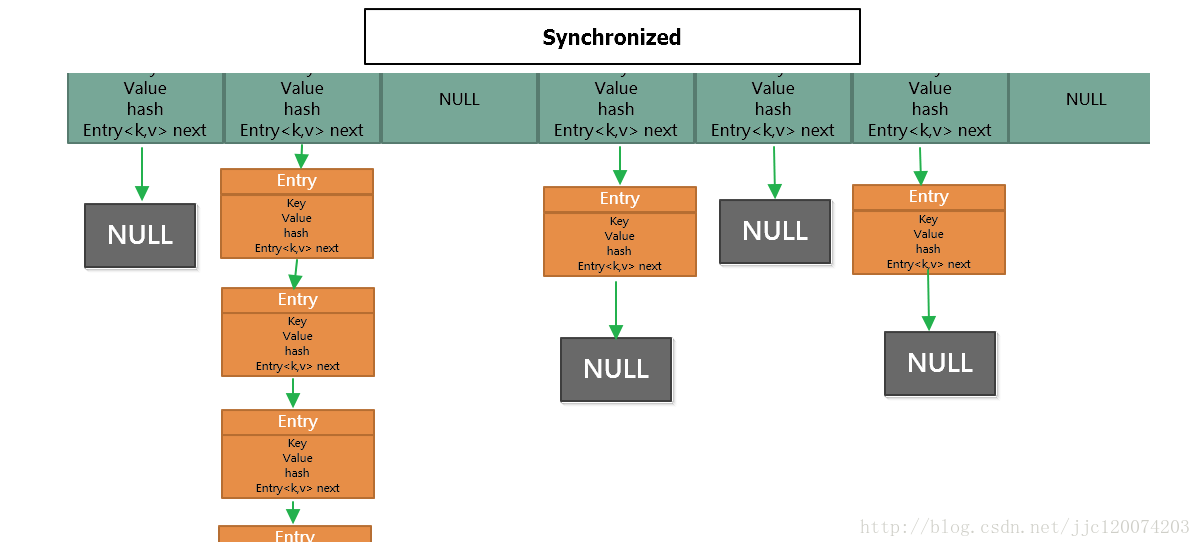 Synchronized
Value
hash
Entry<k,v> next
Value
hash
Entry<k,v> next
NULL
Value
hash
Entry<k,v> next
Value
hash
Entry<k,v> next
Value
hash
Entry<k,v> next
NULL
NULL
Entry
Key
Value
hash
Entry<k,v> next
Entry
Key
Value
hash
Entry<k,v> next
Entry
Key
Value
hash
Entry<k,v> next
Entry
Entry
Key
Value
hash
Entry<k,v> next
NULL
NULL
Entry
Key
Value
hash
Entry<k,v> next
NULL
http://blog.csdn.net/jjc120074203